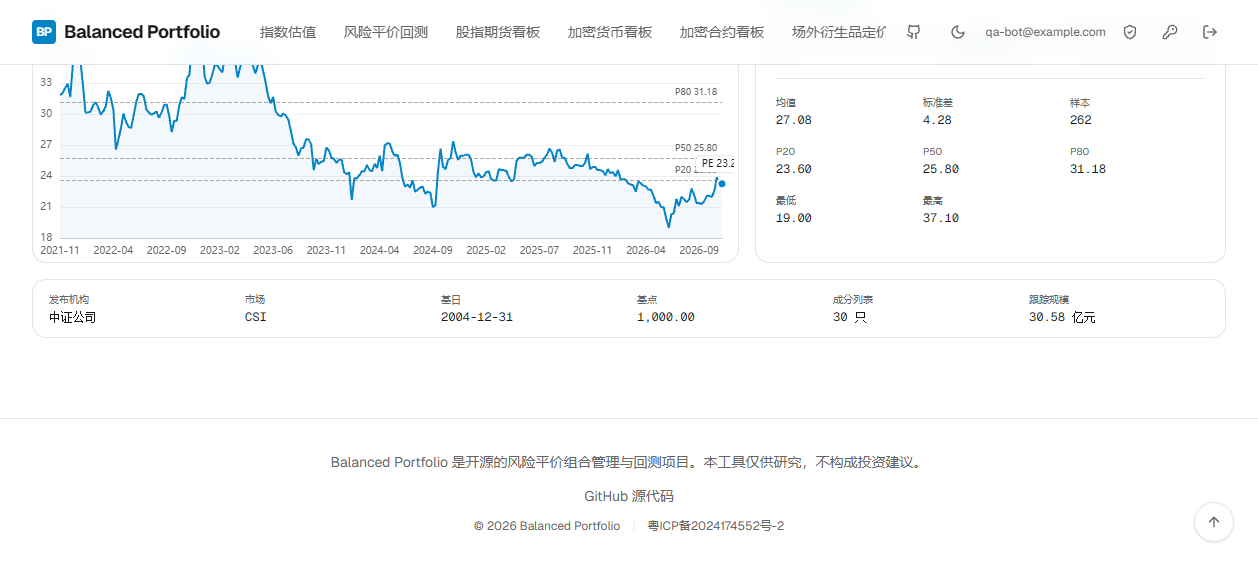 BP Balanced Portfolio 指数估值 风险平价回测 股指期货看板 加密货币看板 加密合约看板 场外衍生品定价 qa-bot@example.com
33
30
27
24
21
18
P80 31.18
P50 25.80
P20
PE 23.2
2021-11 2022-04 2022-09 2023-02 2023-06 2023-11 2024-04 2024-09 2025-02 2025-07 2025-11 2026-04 2026-09
均值 标准差 样本
27.08 4.28 262
P20 P50 P80
23.60 25.80 31.18
最低 最高
19.00 37.10
发布机构 市场 基日 基点 成分列表 跟踪规模
中证公司 CSI 2004-12-31 1,000.00 30 只 30.58 亿元
Balanced Portfolio 是开源的风险平价组合管理与回测项目。本工具仅供研究，不构成投资建议。
GitHub 源代码
© 2026 Balanced Portfolio 粤ICP备2024174552号-2